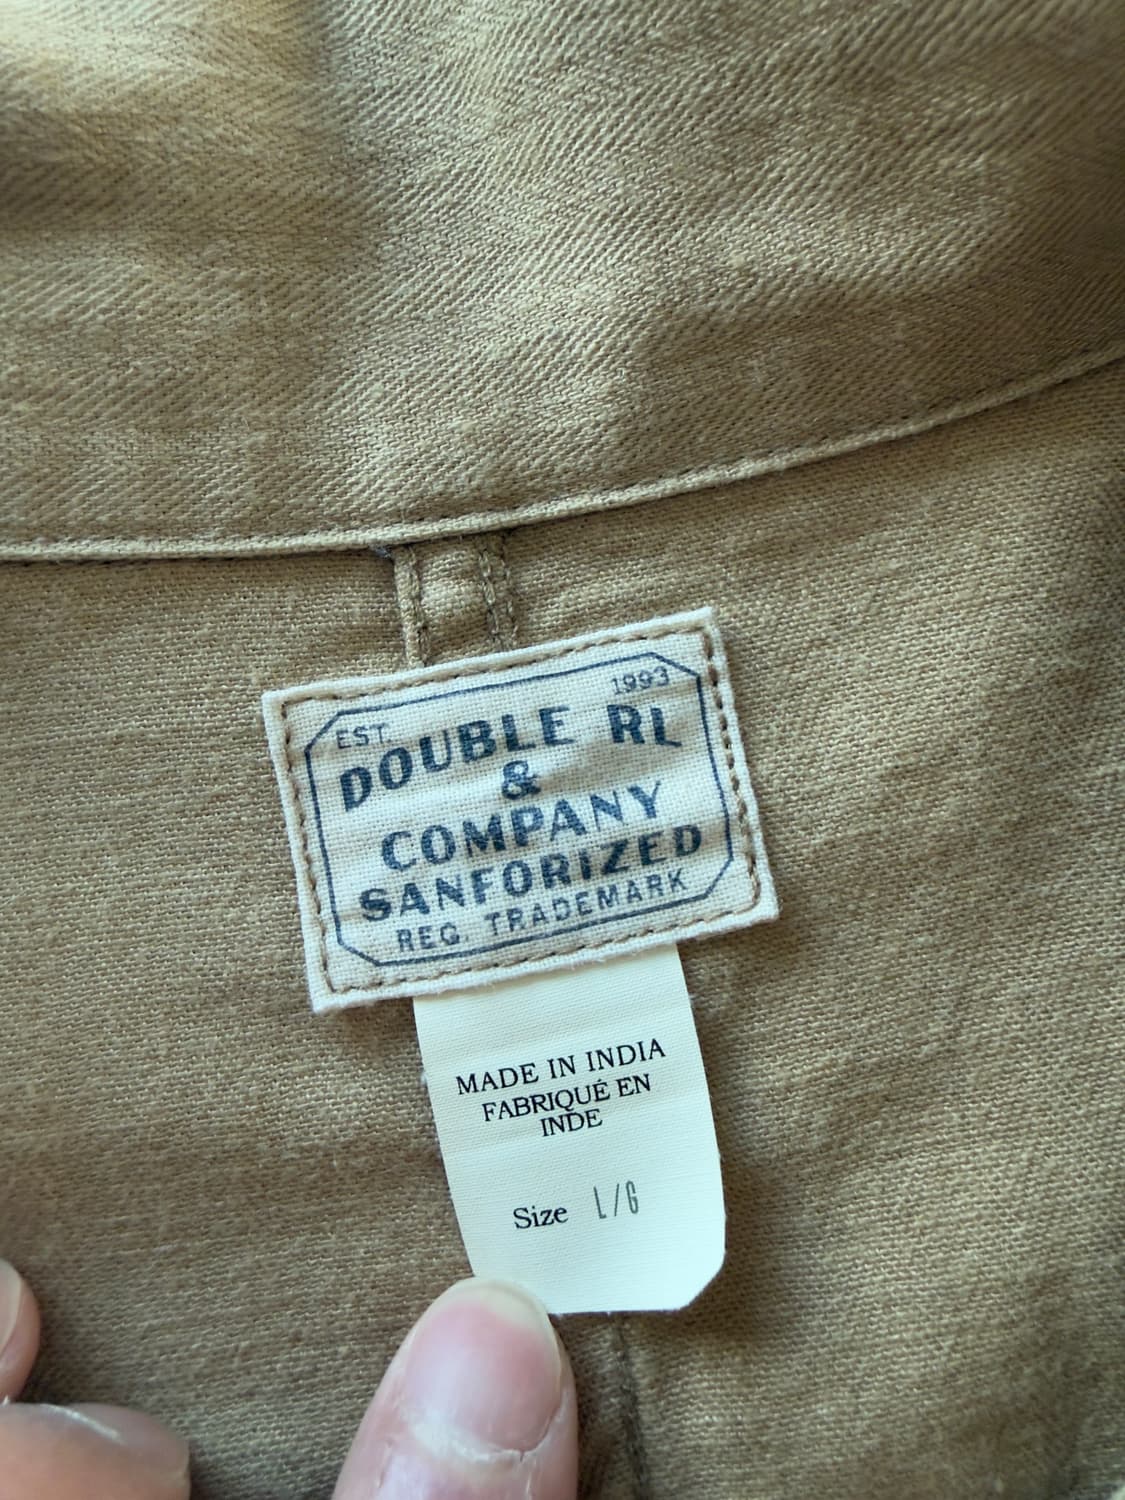 EST. 1993
DOUBLE RL
&
COMPANY
SANFORIZED
REG. TRADEMARK
MADE IN INDIA
FABRIQUÉ EN
INDE
Size L/G